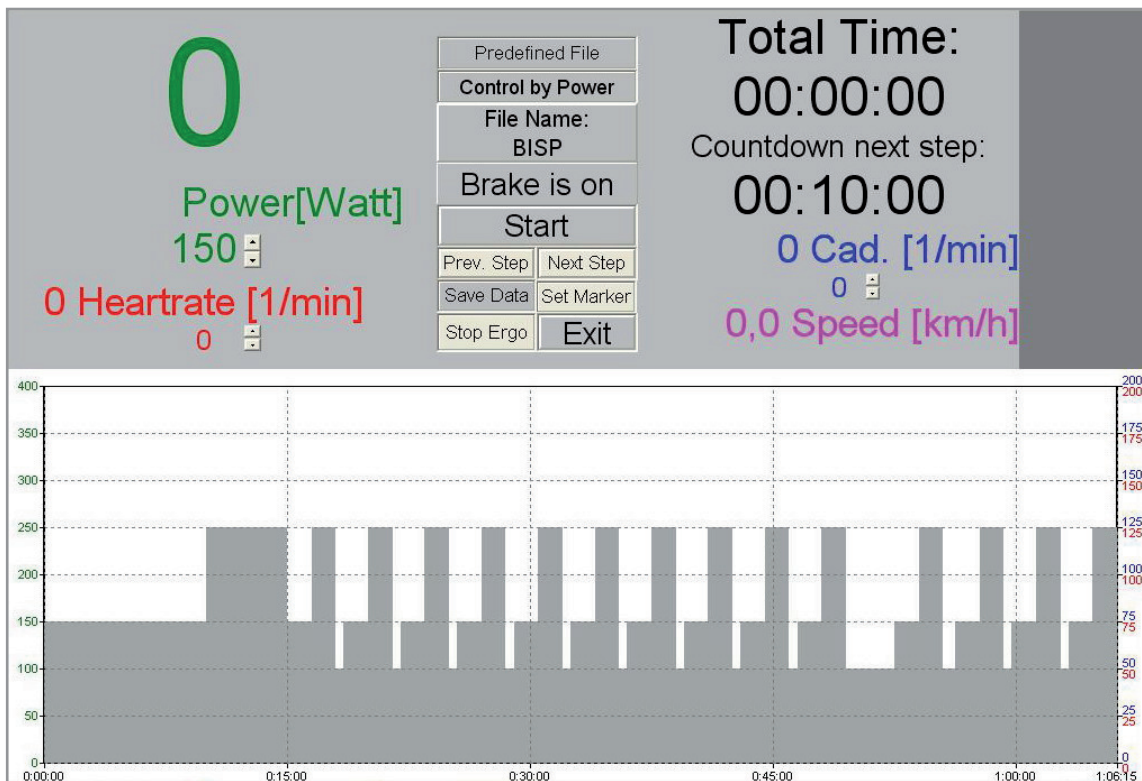 0
Power[Watt]
150
0 Heartrate [1/min]
0
Predefined File
Control by Power
File Name:
BISP
Brake is on
Start
Prev. Step Next Step
Save Data Set Marker
Stop Ergo Exit
Total Time:
00:00:00
Countdown next step:
00:10:00
0 Cad. [1/min]
0
0,0 Speed [km/h]
400
350
300
250
200
150
100
50
0
200
200
175
175
150
150
125
125
100
100
75
75
50
50
25
25
0
0
0:00:00 0:15:00 0:30:00 0:45:00 1:00:00